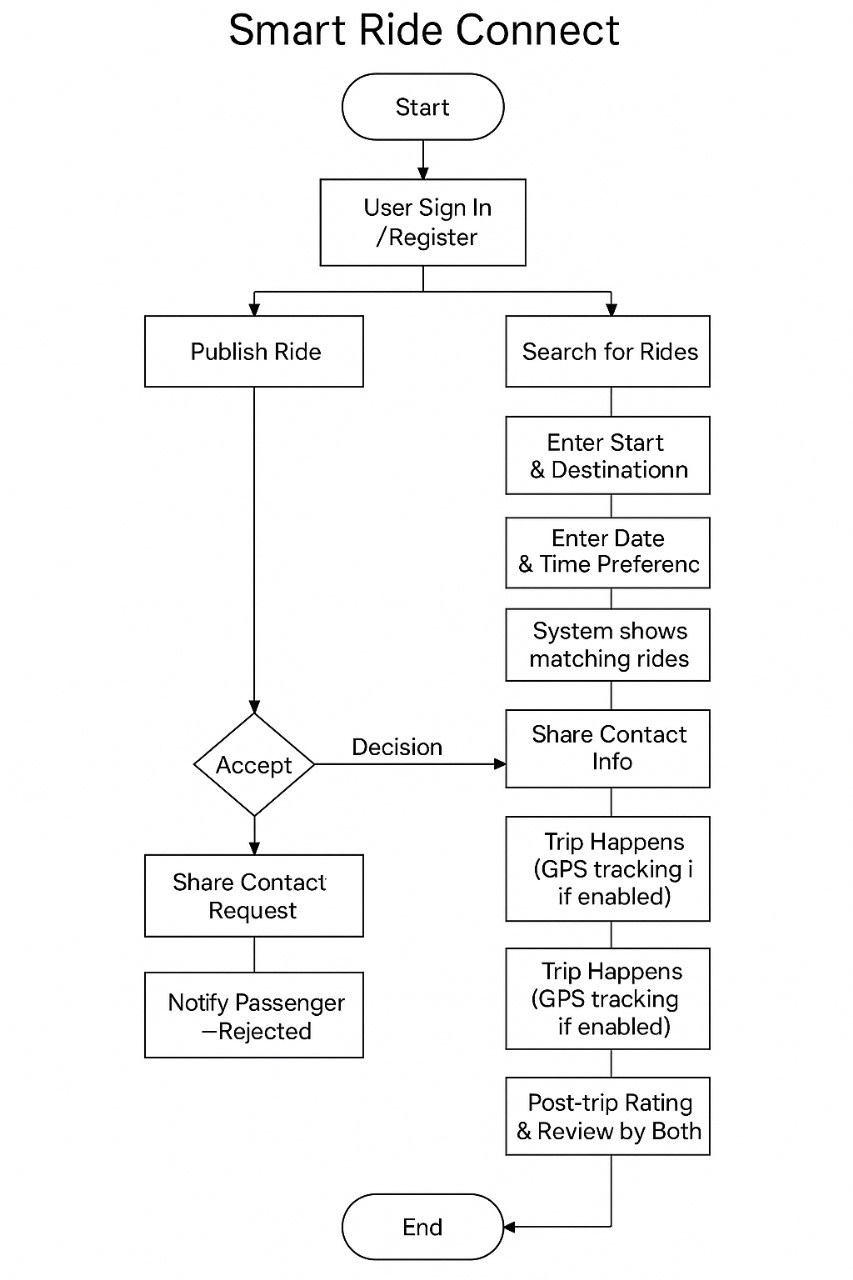 Smart Ride Connect
Start
User Sign In
/Register
Publish Ride
Search for Rides
Enter Start
& Destinationn
Enter Date
& Time Preferenc
System shows
matching rides
Accept
Decision
Share Contact
Info
Share Contact
Request
Notify Passenger
—Rejected
Trip Happens
(GPS tracking i
if enabled)
Trip Happens
(GPS tracking
if enabled)
Post-trip Rating
& Review by Both
End